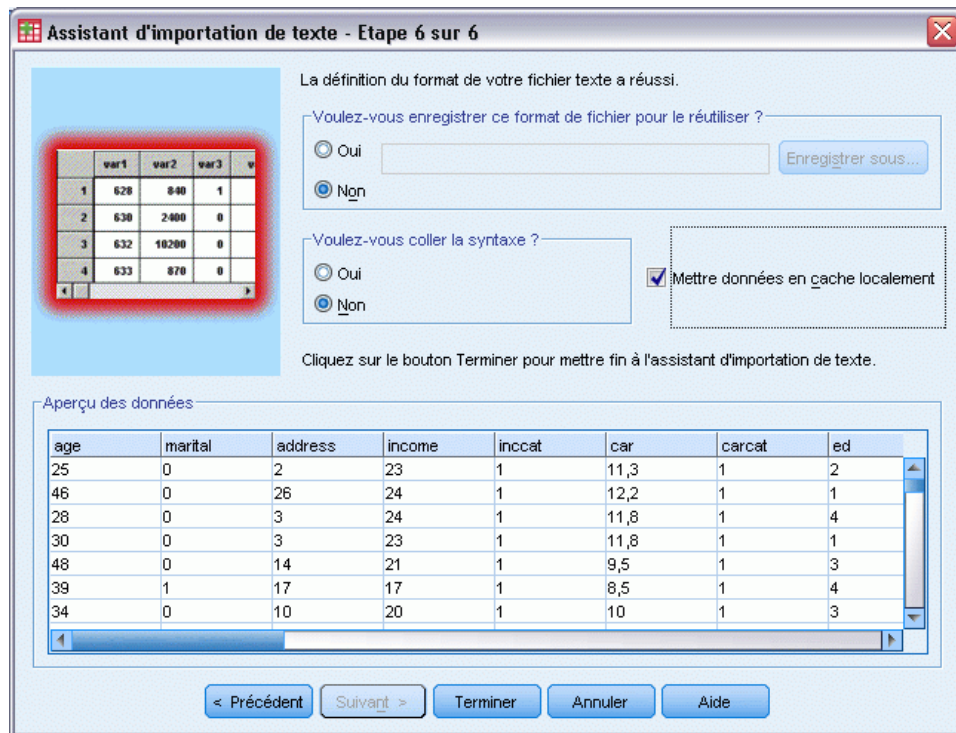 Assistant d'importation de texte - Etape 6 sur 6
La définition du format de votre fichier texte a réussi.
Voulez-vous enregistrer ce format de fichier pour le réutiliser ?
Oui
Enregistrer sous...
Non
var1 var2 var3 v
1 628 840 1
2 630 2400 0
3 632 10200 0
4 633 870 0
Voulez-vous coller la syntaxe ?
Oui
Non
Mettre données en cache localement
Cliquez sur le bouton Terminer pour mettre fin à l'assistant d'importation de texte.
Aperçu des données
age marital address income inccat car carcat ed
25 0 2 23 1 11,3 1 2
46 0 26 24 1 12,2 1 1
28 0 3 24 1 11,8 1 4
30 0 3 23 1 11,8 1 1
48 0 14 21 1 9,5 1 3
39 1 17 17 1 8,5 1 4
34 0 10 20 1 10 1 3
< Précédent Suivant > Terminer Annuler Aide